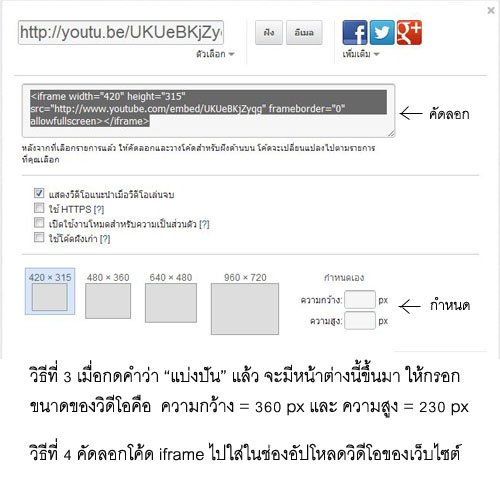 http://youtu.be/UKUeBKjZy
ฝัง
อีเมล
ตัวเลือก
เพิ่มเติม
<iframe width="420" height="315"
src="http://www.youtube.com/embed/UKUeBKjZyqg" frameborder="0"
allowfullscreen></iframe>
คัดลอก
หลังจากที่เลือกรายการแล้ว ให้คัดลอกและวางโค้ดสำหรับฝังด้านบน โค้ดจะเปลี่ยนแปลงไปตามรายการ
ที่คุณเลือก
แสดงวิดีโอแนะนำเมื่อวิดีโอเล่นจบ
ใช้ HTTPS [?]
เปิดใช้งานโหมดสำหรับความเป็นส่วนตัว [?]
ใช้โค้ดฝังเก่า [?]
420 × 315 480 × 360 640 × 480 960 × 720 กำหนดเอง
ความกว้าง: px
ความสูง: px
กำหนด
วิธีที่ 3 เมื่อกดคำว่า “แบ่งปัน” แล้ว จะมีหน้าต่างนี้ขึ้นมา ให้กรอก
ขนาดของวิดีโอคือ ความกว้าง = 360 px และ ความสูง = 230 px
วิธีที่ 4 คัดลอกโค้ด iframe ไปใส่ในช่องอัปโหลดวิดีโอของเว็บไซต์